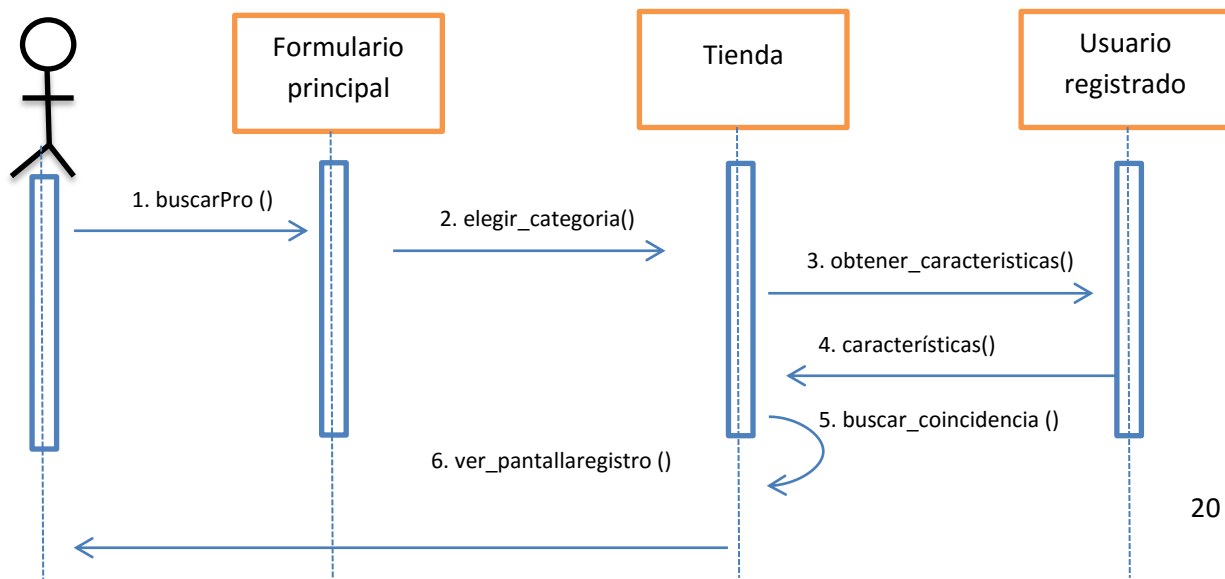 Formulario
principal
Tienda
Usuario
registrado
1. buscarPro ()
2. elegir_categoria()
3. obtener_caracteristicas()
4. características()
5. buscar_coincidencia ()
6. ver_pantallaregistro ()
20